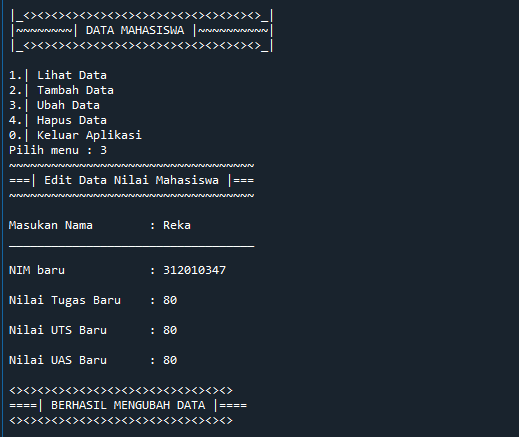 |_<><><><><><><><><><><><><><><><><>_|
|~~~~~~~~| DATA MAHASISWA |~~~~~~~~~~|
|_<><><><><><><><><><><><><><><><><>_|
1.| Lihat Data
2.| Tambah Data
3.| Ubah Data
4.| Hapus Data
0.| Keluar Aplikasi
Pilih menu : 3
~~~~~~~~~~~~~~~~~~~~~~~~~~~~~~~~~~~
===| Edit Data Nilai Mahasiswa |===
~~~~~~~~~~~~~~~~~~~~~~~~~~~~~~~~~~~
Masukan Nama        : Reka
___________________________________
NIM baru            : 312010347
Nilai Tugas Baru    : 80
Nilai UTS Baru      : 80
Nilai UAS Baru      : 80
<><><><><><><><><><><><><><><><>
====| BERHASIL MENGUBAH DATA |====
<><><><><><><><><><><><><><><><>